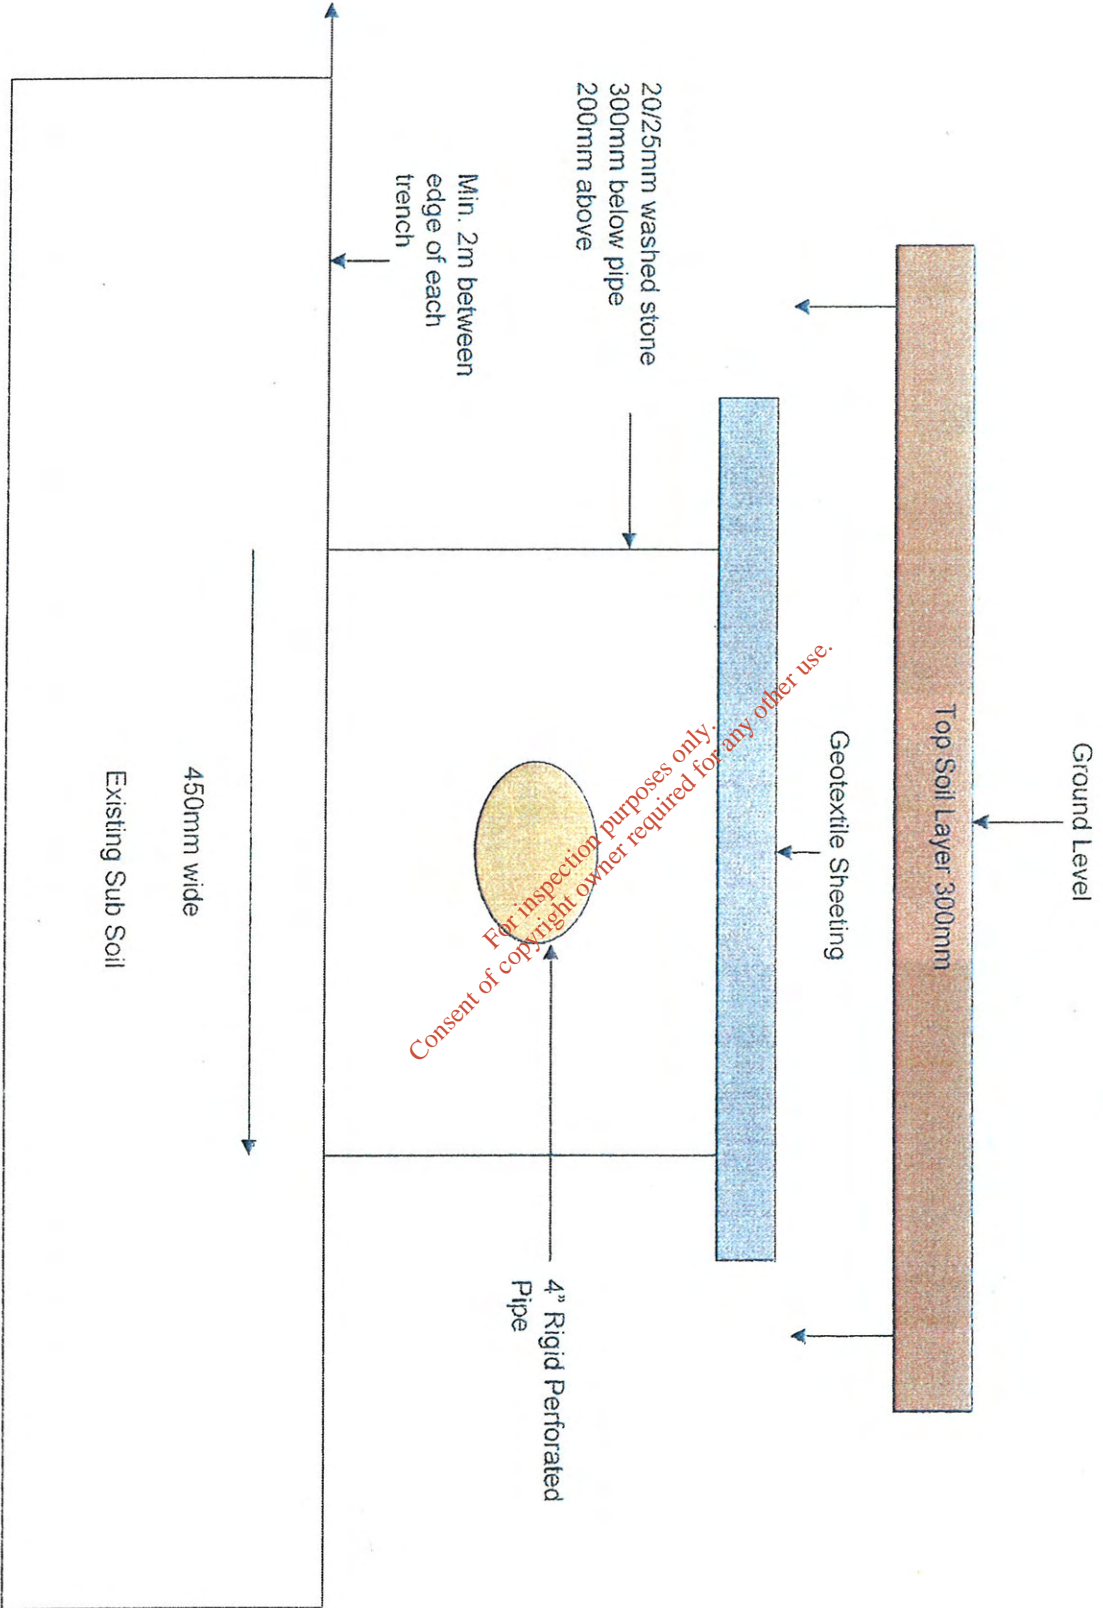 Ground Level
Top Soil Layer 300mm
Geotextile Sheeting
20/25mm washed stone
300mm below pipe
200mm above
4” Rigid Perforated
Pipe
Min. 2m between
edge of each
trench
450mm wide
Existing Sub Soil
For inspection purposes only.
Consent of copyright owner required for any other use.